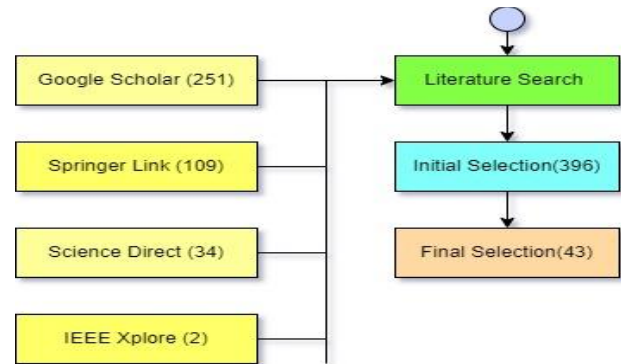 Google Scholar (251)
Literature Search
Springer Link (109)
Initial Selection(396)
Science Direct (34)
Final Selection(43)
IEEE Xplore (2)